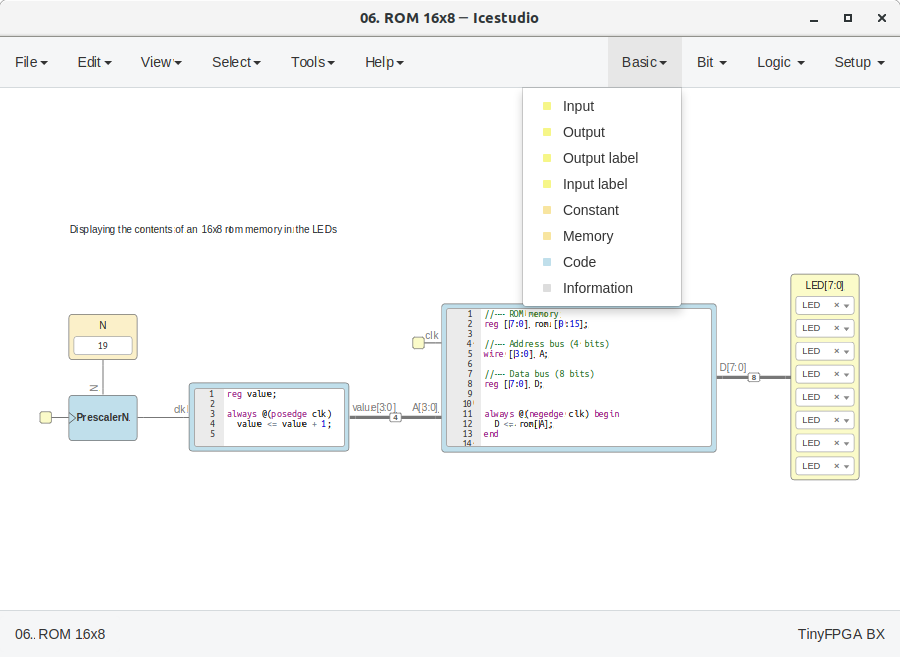 06. ROM 16x8 – Icestudio
File Edit View Select Tools Help Basic Bit Logic Setup
Input
Output
Output label
Input label
Constant
Memory
Code
Information
Displaying the contents of an 16x8 rom memory in the LEDs
N
19
N
PrescalerN
clk
1 reg value;
2
3 always @(posedge clk)
4 value <= value + 1;
5
value[3:0]
4
A[3:0]
clk
1 //---- ROM memory
2 reg [7:0] rom [0:15];
3
4 //---- Address bus (4 bits)
5 wire [3:0] A;
6
7 //---- Data bus (8 bits)
8 reg [7:0] D;
9
10
11 always @(negedge clk) begin
12 D <= rom[A];
13 end
14
D[7:0]
8
LED[7:0]
LED ×
LED ×
LED ×
LED ×
LED ×
LED ×
LED ×
LED ×
06.. ROM 16x8
TinyFPGA BX